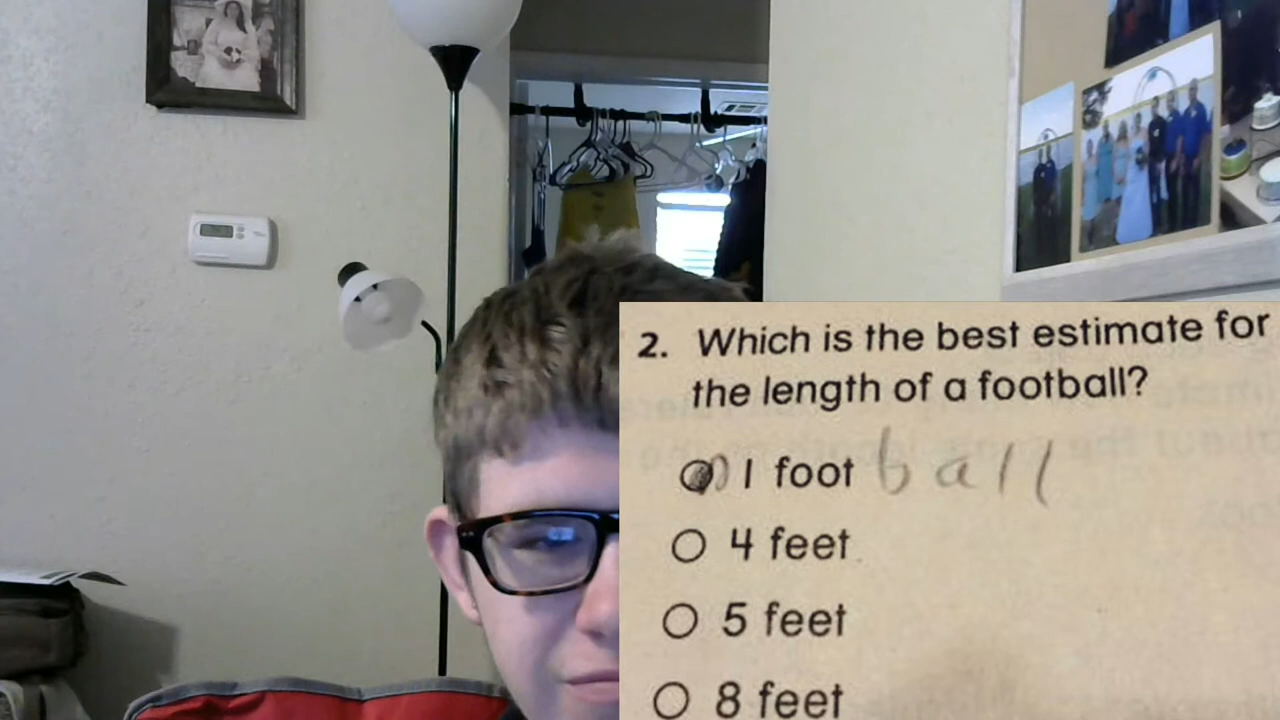 2. Which is the best estimate for
the length of a football?
1 foot ball
4 feet
5 feet
8 feet